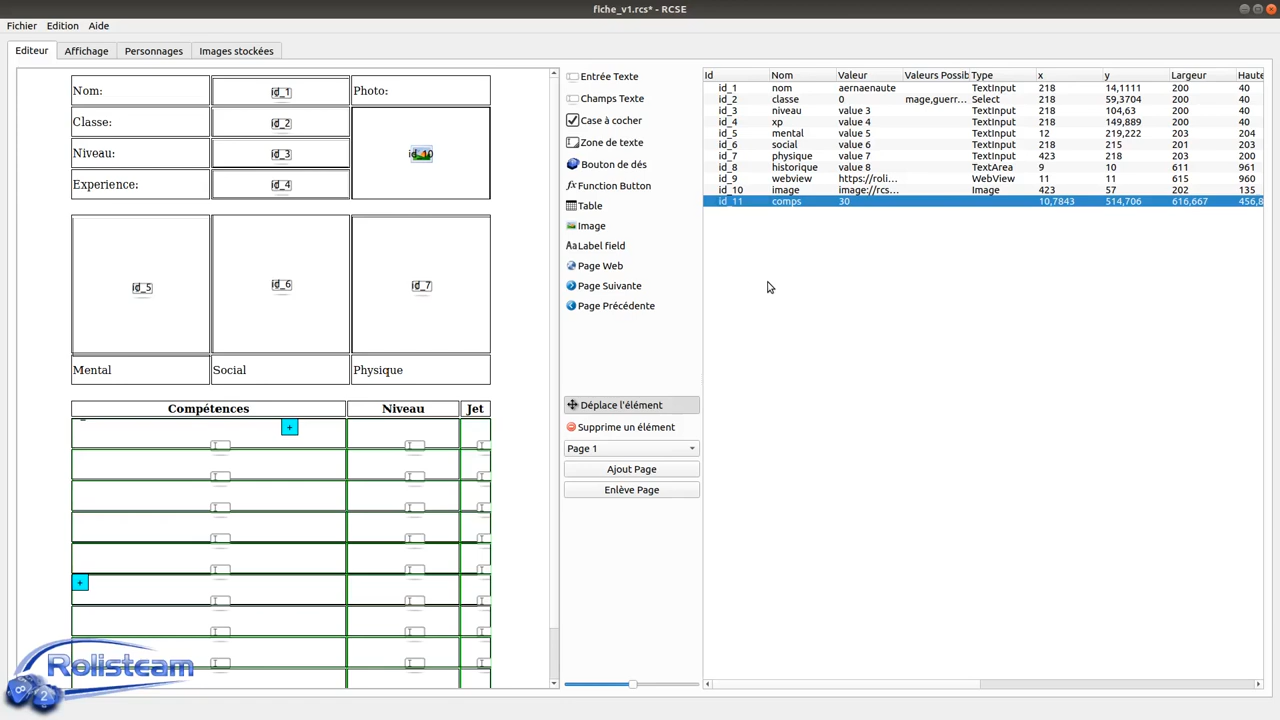 fiche_v1.rcs* - RCSE
Fichier Edition Aide
Editeur Affichage Personnages Images stockées
Nom: id_1 Photo:
Classe: id_2
Niveau: id_3 id_10
Experience: id_4
id_5 id_6 id_7
Mental Social Physique
Compétences Niveau Jet
+
+
Rolisteam
8 2
Entrée Texte
Champs Texte
Case à cocher
Zone de texte
Bouton de dés
fx Function Button
Table
Image
Aa Label field
Page Web
Page Suivante
Page Précédente
Déplace l'élément
Supprime un élément
Page 1
Ajout Page
Enlève Page
Id Nom Valeur Valeurs Possib Type x y Largeur Haute
id_1 nom aernaenaute TextInput 218 14,1111 200 40
id_2 classe 0 mage,guerr... Select 218 59,3704 200 40
id_3 niveau value 3 TextInput 218 104,63 200 40
id_4 xp value 4 TextInput 218 149,889 200 40
id_5 mental value 5 TextInput 12 219,222 203 204
id_6 social value 6 TextInput 218 215 201 203
id_7 physique value 7 TextInput 423 218 203 200
id_8 historique value 8 TextArea 9 10 611 961
id_9 webview https://roli... WebView 11 11 615 960
id_10 image image://rcs... Image 423 57 202 135
id_11 comps 30 10,7843 514,706 616,667 456,8